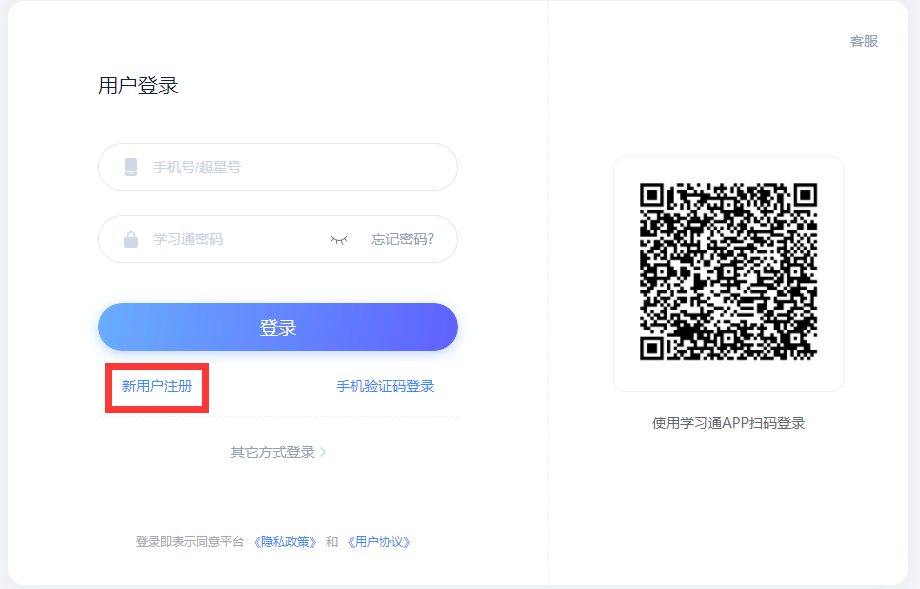 客服
用户登录
手机号/超星号
学习通密码 忘记密码?
登录
新用户注册 手机验证码登录
其它方式登录
登录即表示同意平台 《隐私政策》 和 《用户协议》
使用学习通APP扫码登录